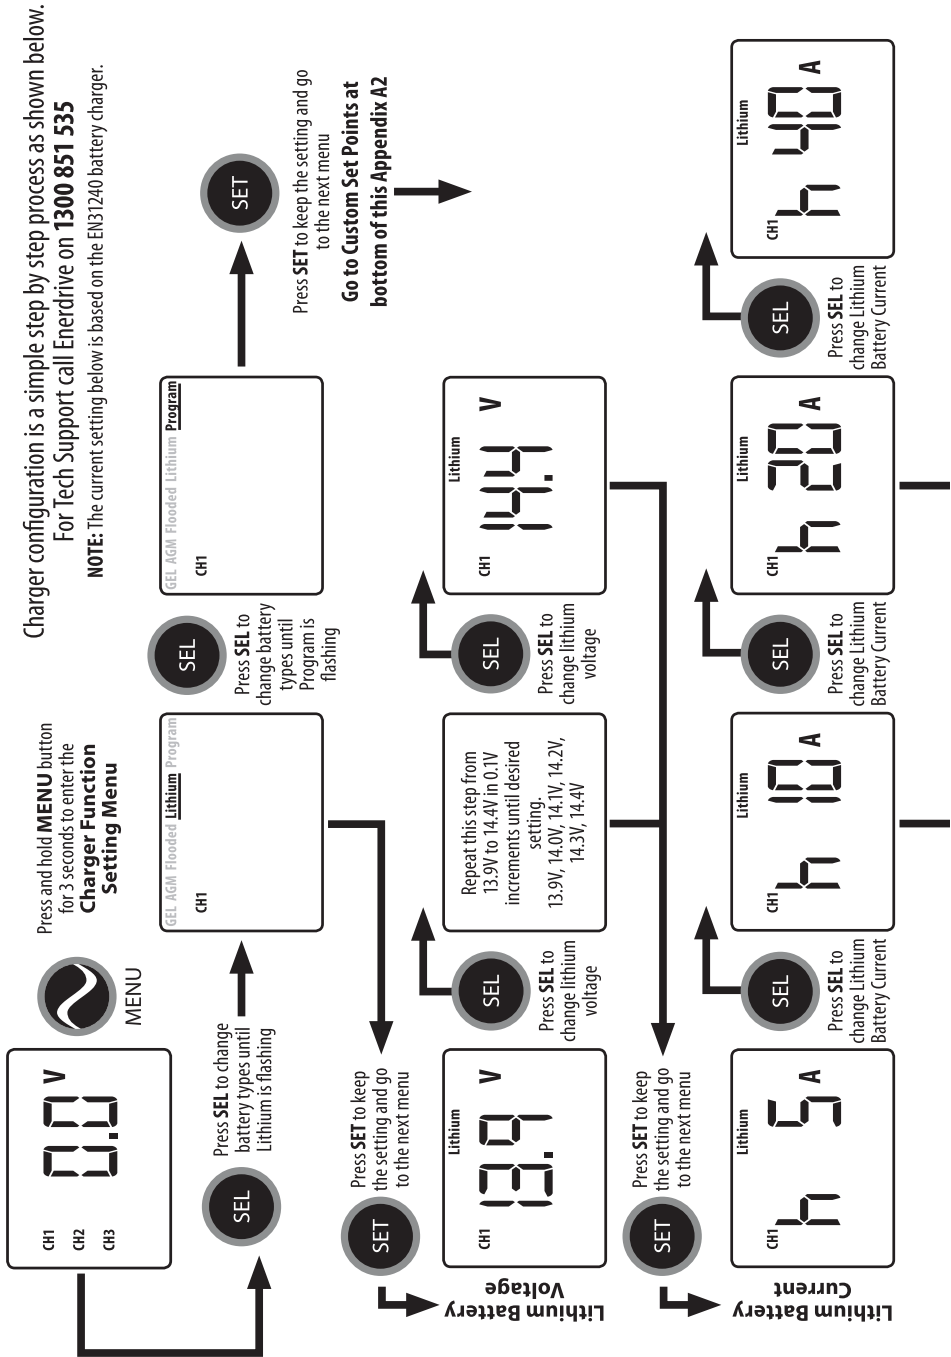 Charger configuration is a simple step by step process as shown below.
For Tech Support call Enerdrive on 1300 851 535
NOTE: The current setting below is based on the EN31240 battery charger.
CH1
CH2
CH3
0.0 V
MENU
Press and hold MENU button
for 3 seconds to enter the
Charger Function
Setting Menu
SEL
Press SEL to change
battery types until
Lithium is flashing
GEL AGM Flooded Lithium Program
CH1
SEL
Press SEL to
change battery
types until
Program is
flashing
GEL AGM Flooded Lithium Program
CH1
SET
Press SET to keep the setting and go
to the next menu
Go to Custom Set Points at
bottom of this Appendix A2
SET
Press SET to keep
the setting and go
to the next menu
Lithium Battery
Voltage
Lithium
CH1
13.9 V
SEL
Press SEL to
change lithium
voltage
Repeat this step from
13.9V to 14.4V in 0.1V
increments until desired
setting.
13.9V, 14.0V, 14.1V, 14.2V,
14.3V, 14.4V
SEL
Press SEL to
change lithium
voltage
Lithium
CH1
14.4 V
SET
Press SET to keep
the setting and go
to the next menu
Lithium Battery
Current
Lithium
CH1
h 5 A
SEL
Press SEL to
change Lithium
Battery Current
Lithium
CH1
h 10 A
SEL
Press SEL to
change Lithium
Battery Current
Lithium
CH1
h 20 A
SEL
Press SEL to
change Lithium
Battery Current
Lithium
CH1
h 40 A